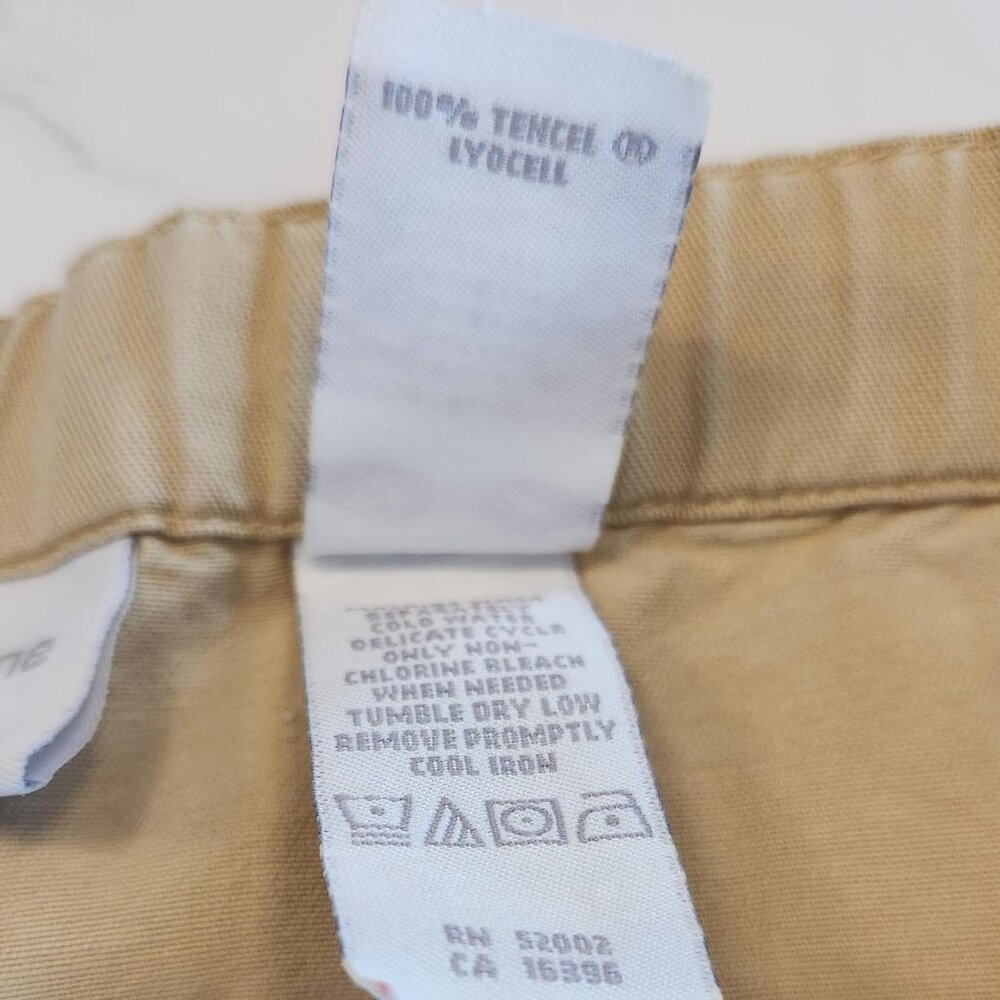 100% TENCEL ®
LYOCELL
SEPARATELY
COLD WATER
DELICATE CYCLE
ONLY NON-
CHLORINE BLEACH
WHEN NEEDED
TUMBLE DRY LOW
REMOVE PROMPTLY
COOL IRON
RN 52002
CA 16396